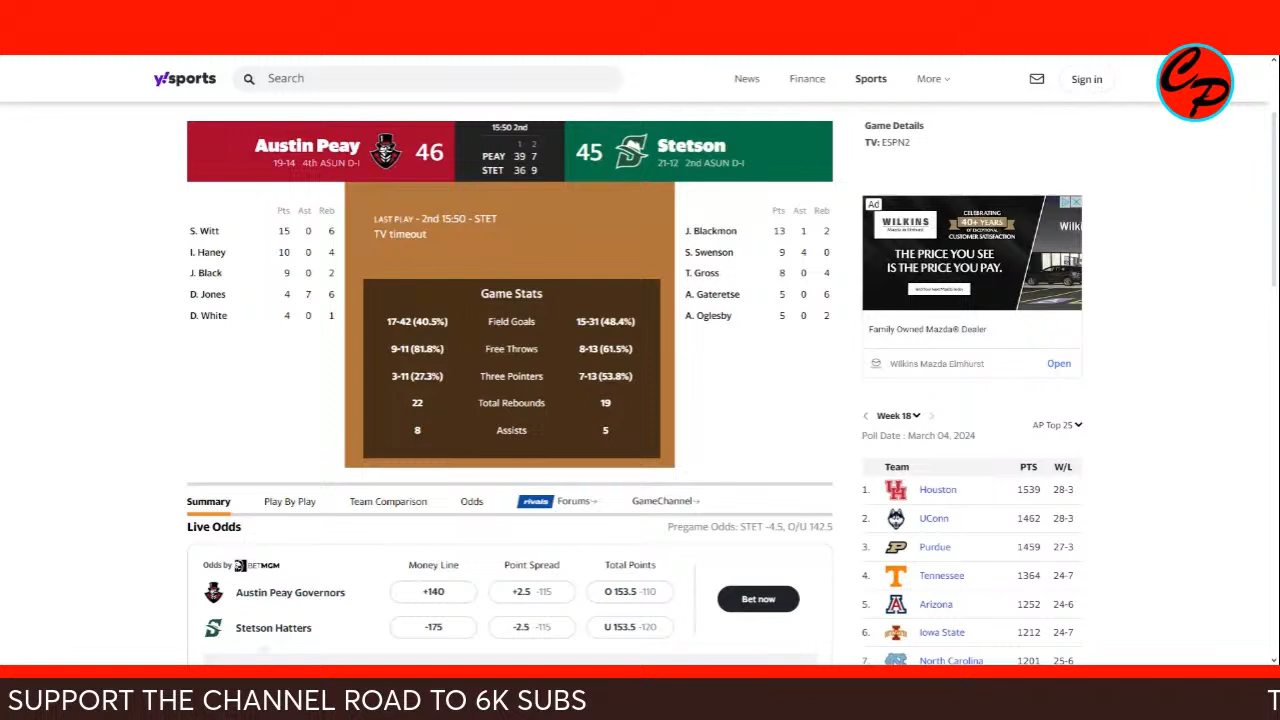 y!sports
Search
News
Finance
Sports
More
Sign in
CP
Austin Peay
19-14 4th ASUN D-I
46
15:50 2nd
1 2
PEAY 39 7
STET 36 9
45
Stetson
21-12 2nd ASUN D-I
Game Details
TV: ESPN2
Pts Ast Reb
S. Witt 15 0 6
I. Haney 10 0 4
J. Black 9 0 2
D. Jones 4 7 6
D. White 4 0 1
LAST PLAY - 2nd 15:50 - STET
TV timeout
Game Stats
17-42 (40.5%) Field Goals 15-31 (48.4%)
9-11 (81.8%) Free Throws 8-13 (61.5%)
3-11 (27.3%) Three Pointers 7-13 (53.8%)
22 Total Rebounds 19
8 Assists 5
Pts Ast Reb
J. Blackmon 13 1 2
S. Swenson 9 4 0
T. Gross 8 0 4
A. Gateretse 5 0 6
A. Oglesby 5 0 2
Ad
WILKINS
CELEBRATING
40+ YEARS
CUSTOMER SATISFACTION
Wilk
THE PRICE YOU SEE
IS THE PRICE YOU PAY.
Family Owned Mazda® Dealer
Wilkins Mazda Elmhurst
Open
Week 18
AP Top 25
Poll Date : March 04, 2024
Team PTS W/L
1. Houston 1539 28-3
2. UConn 1462 28-3
3. Purdue 1459 27-3
4. Tennessee 1364 24-7
5. Arizona 1252 24-6
6. Iowa State 1212 24-7
7. North Carolina 1201 25-6
Summary
Play By Play
Team Comparison
Odds
rivals Forums
GameChannel
Live Odds
Pregame Odds: STET -4.5, O/U 142.5
Odds by BETMGM
Money Line Point Spread Total Points
Austin Peay Governors +140 +2.5 -115 O 153.5 -110
Stetson Hatters -175 -2.5 -115 U 153.5 -120
Bet now
SUPPORT THE CHANNEL ROAD TO 6K SUBS
T